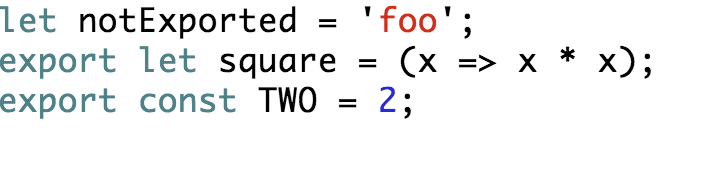 let notExported = 'foo';
export let square = (x => x * x);
export const TWO = 2;